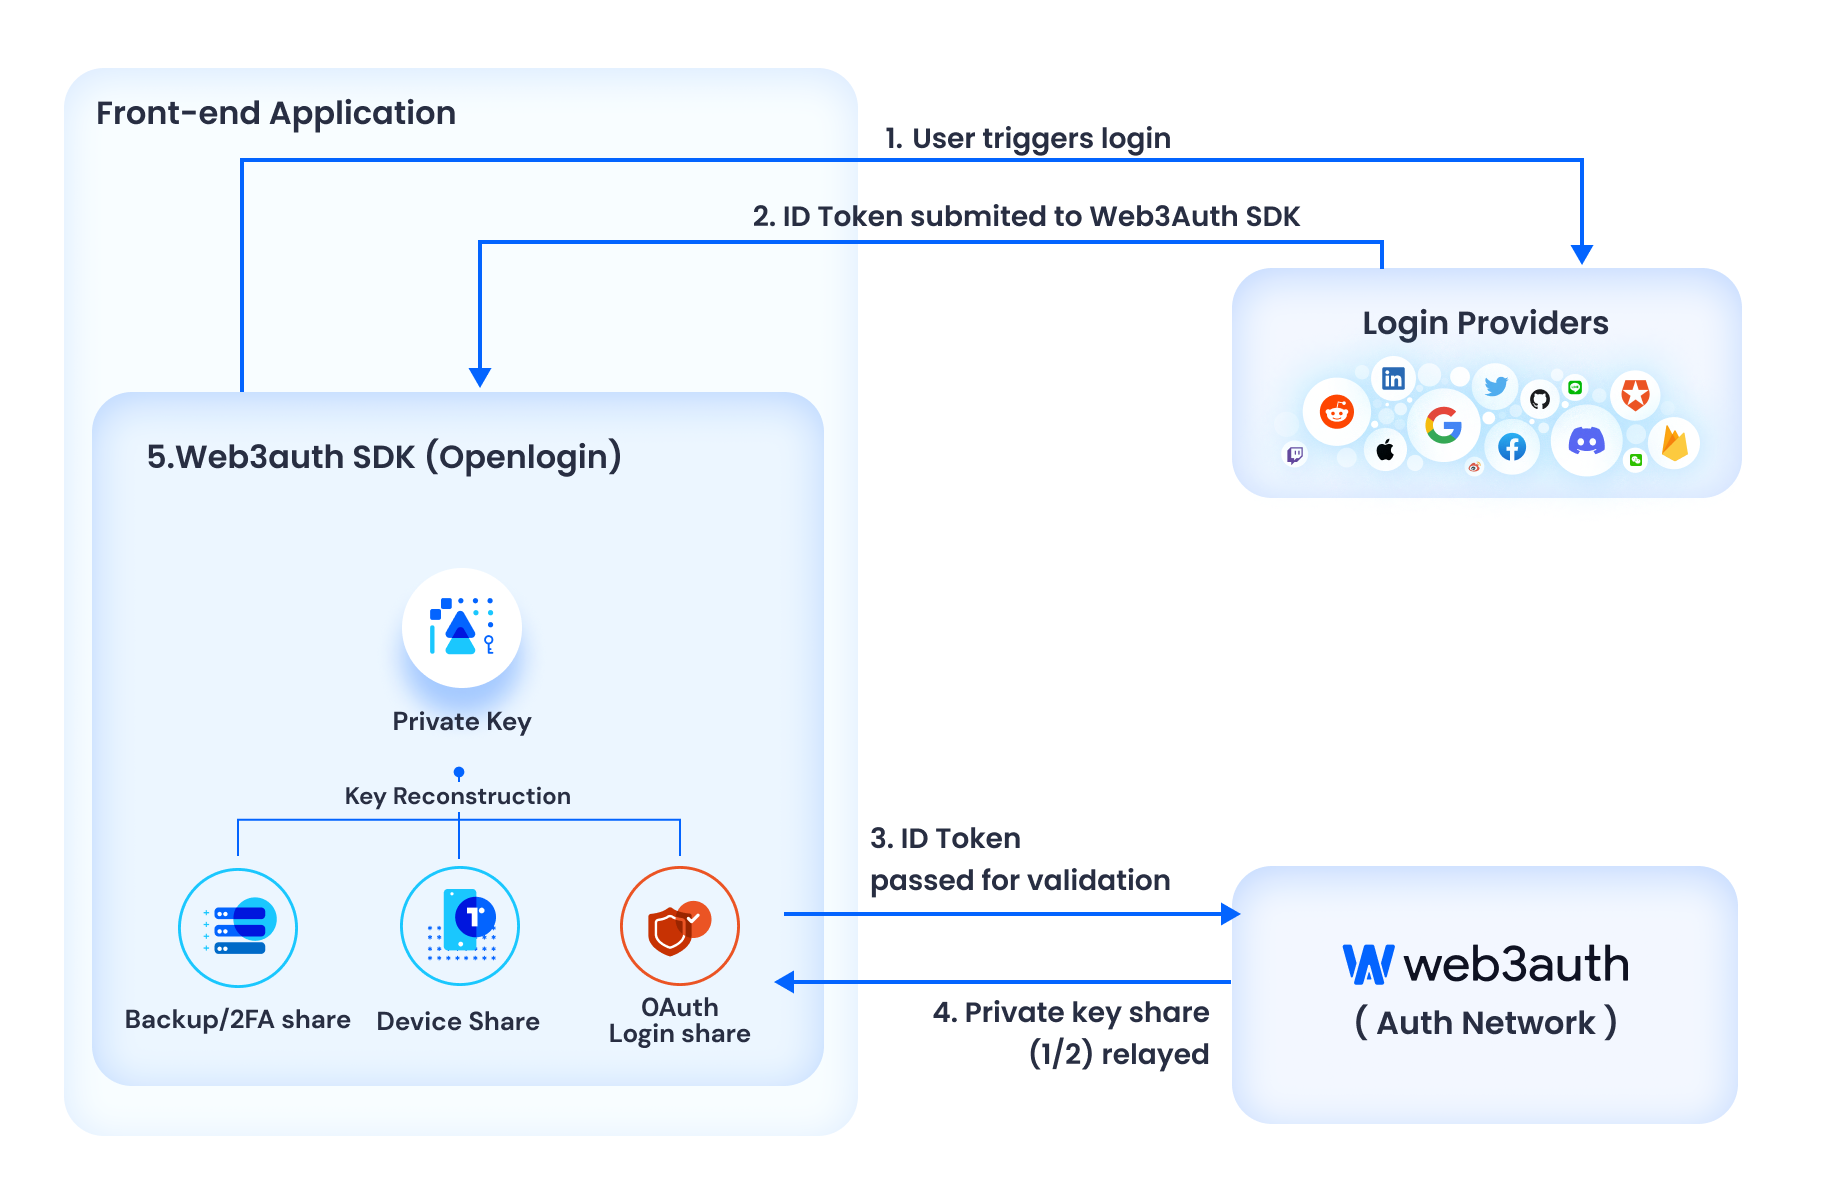 Front-end Application
1. User triggers login
2. ID Token submited to Web3Auth SDK
Login Providers
in
5.Web3auth SDK (Openlogin)
Private Key
Key Reconstruction
Backup/2FA share
Device Share
OAuth
Login share
3. ID Token
passed for validation
4. Private key share
(1/2) relayed
web3auth
( Auth Network )